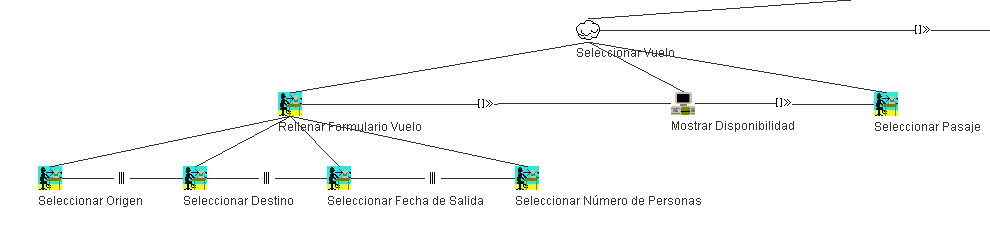 []»
Seleccionar Vuelo
[]» []»
Rellenar Formulario Vuelo Mostrar Disponibilidad Seleccionar Pasaje
||| ||| |||
Seleccionar Origen Seleccionar Destino Seleccionar Fecha de Salida Seleccionar Número de Personas